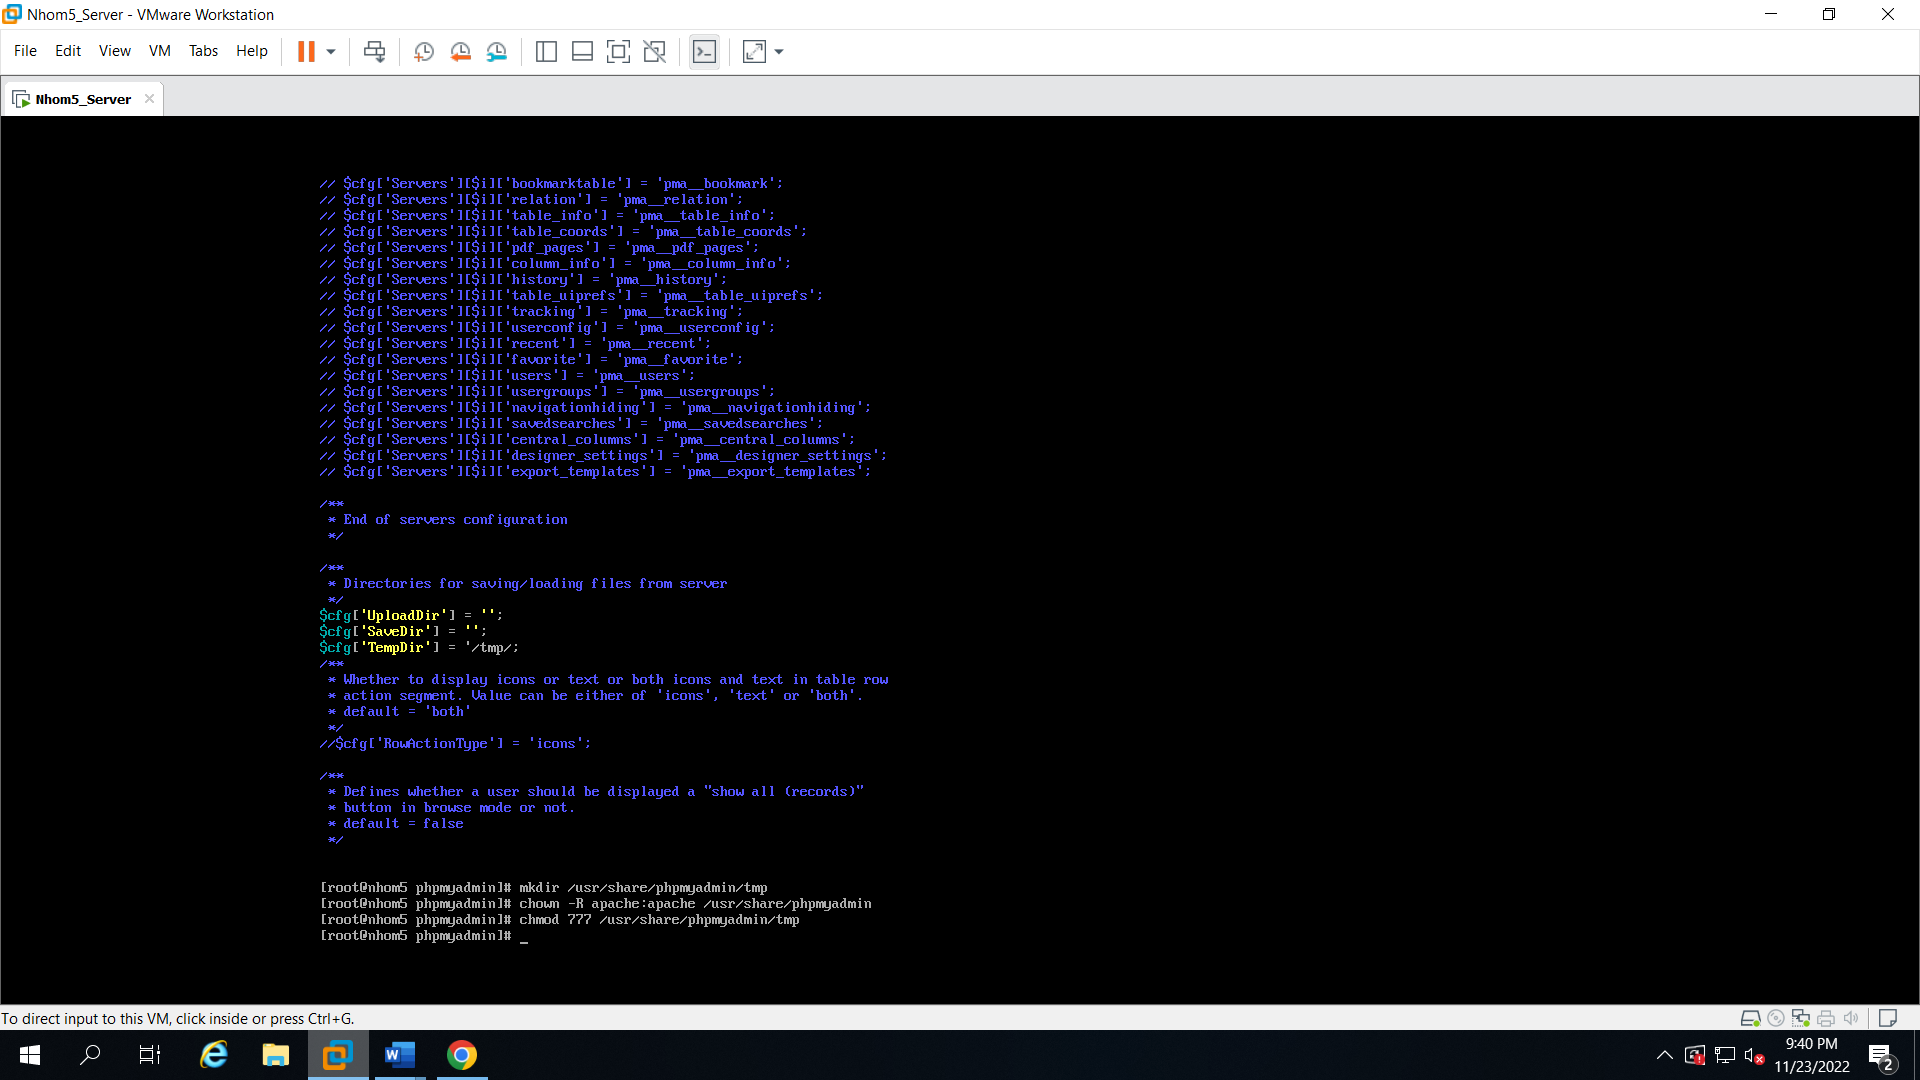 Nhom5_Server - VMware Workstation
File Edit View VM Tabs Help
Nhom5_Server
// $cfg['Servers'][$i]['bookmarktable'] = 'pma__bookmark';
// $cfg['Servers'][$i]['relation'] = 'pma__relation';
// $cfg['Servers'][$i]['table_info'] = 'pma__table_info';
// $cfg['Servers'][$i]['table_coords'] = 'pma__table_coords';
// $cfg['Servers'][$i]['pdf_pages'] = 'pma__pdf_pages';
// $cfg['Servers'][$i]['column_info'] = 'pma__column_info';
// $cfg['Servers'][$i]['history'] = 'pma__history';
// $cfg['Servers'][$i]['table_uiprefs'] = 'pma__table_uiprefs';
// $cfg['Servers'][$i]['tracking'] = 'pma__tracking';
// $cfg['Servers'][$i]['userconfig'] = 'pma__userconfig';
// $cfg['Servers'][$i]['recent'] = 'pma__recent';
// $cfg['Servers'][$i]['favorite'] = 'pma__favorite';
// $cfg['Servers'][$i]['users'] = 'pma__users';
// $cfg['Servers'][$i]['usergroups'] = 'pma__usergroups';
// $cfg['Servers'][$i]['navigationhiding'] = 'pma__navigationhiding';
// $cfg['Servers'][$i]['savedsearches'] = 'pma__savedsearches';
// $cfg['Servers'][$i]['central_columns'] = 'pma__central_columns';
// $cfg['Servers'][$i]['designer_settings'] = 'pma__designer_settings';
// $cfg['Servers'][$i]['export_templates'] = 'pma__export_templates';
/**
* End of servers configuration
*/
/**
* Directories for saving/loading files from server
*/
$cfg['UploadDir'] = '';
$cfg['SaveDir'] = '';
$cfg['TempDir'] = '/tmp/;
/**
* Whether to display icons or text or both icons and text in table row
* action segment. Value can be either of 'icons', 'text' or 'both'.
* default = 'both'
*/
//$cfg['RowActionType'] = 'icons';
/**
* Defines whether a user should be displayed a "show all (records)"
* button in browse mode or not.
* default = false
*/
[root@nhom5 phpmyadmin]# mkdir /usr/share/phpmyadmin/tmp
[root@nhom5 phpmyadmin]# chown -R apache:apache /usr/share/phpmyadmin
[root@nhom5 phpmyadmin]# chmod 777 /usr/share/phpmyadmin/tmp
[root@nhom5 phpmyadmin]# _
To direct input to this VM, click inside or press Ctrl+G.
9:40 PM
11/23/2022
2